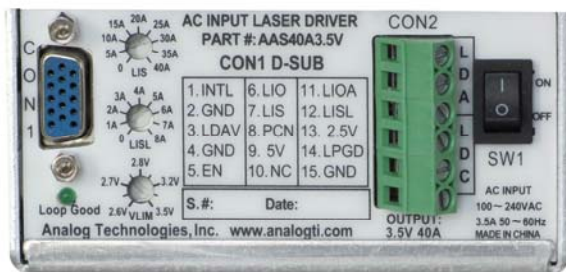 AC INPUT LASER DRIVER
PART #: AAS40A3.5V
CON1 D-SUB
CON1
0 5A 10A 15A 20A 25A 30A 35A 40A
LIS
0 1A 2A 3A 4A 5A 6A 7A 8A
LISL
2.6V 2.7V 2.8V 3.2V 3.5V
VLIM
Loop Good
1. INTL 6. LIO 11. LIOA
2. GND 7. LIS 12. LISL
3. LDAV 8. PCN 13. 2.5V
4. GND 9. 5V 14. LPGD
5. EN 10. NC 15. GND
S. #: Date:
Analog Technologies, Inc. www.analogti.com
CON2
LDA
LDC
OUTPUT:
3.5V 40A
ON
OFF
SW1
AC INPUT
100～240VAC
3.5A 50～60Hz
MADE IN CHINA